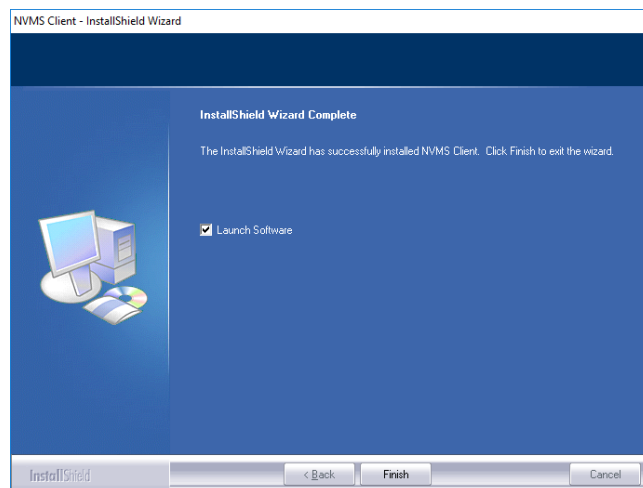 NVMS Client - InstallShield Wizard
InstallShield Wizard Complete
The InstallShield Wizard has successfully installed NVMS Client. Click Finish to exit the wizard.
Launch Software
InstallShield
< Back
Finish
Cancel